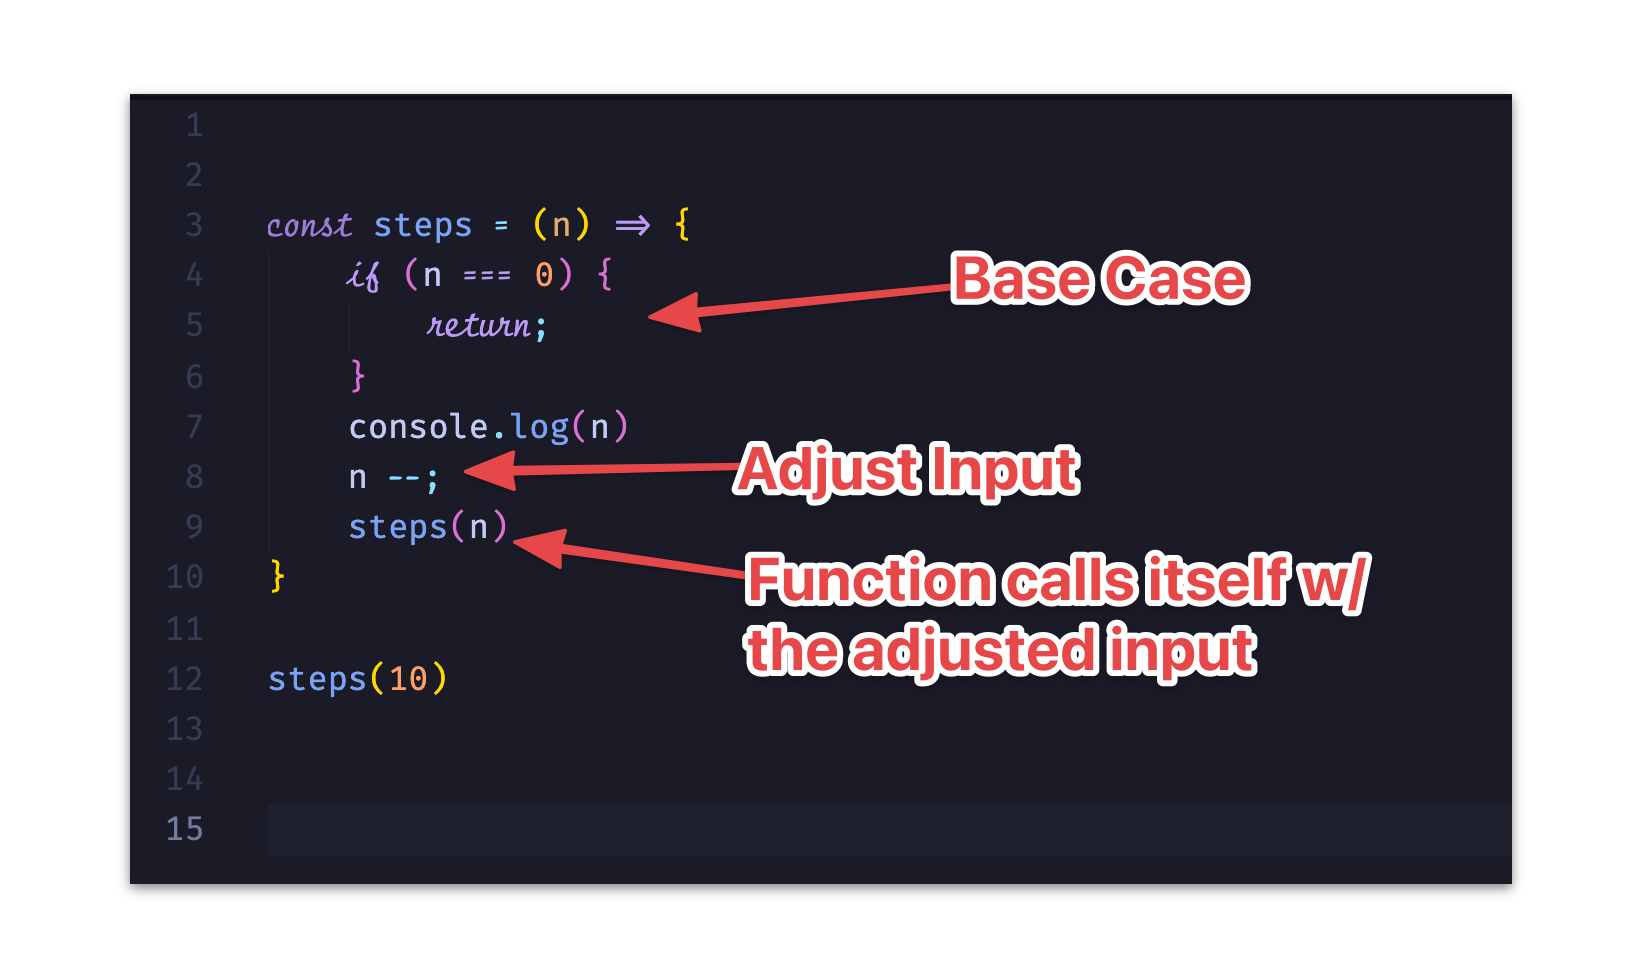 1
2
3 const steps = (n) => {
4 if (n === 0) {
Base Case
5 return;
6 }
7 console.log(n)
8 n --;
Adjust Input
9 steps(n)
Function calls itself w/
the adjusted input
10 }
11
12 steps(10)
13
14
15